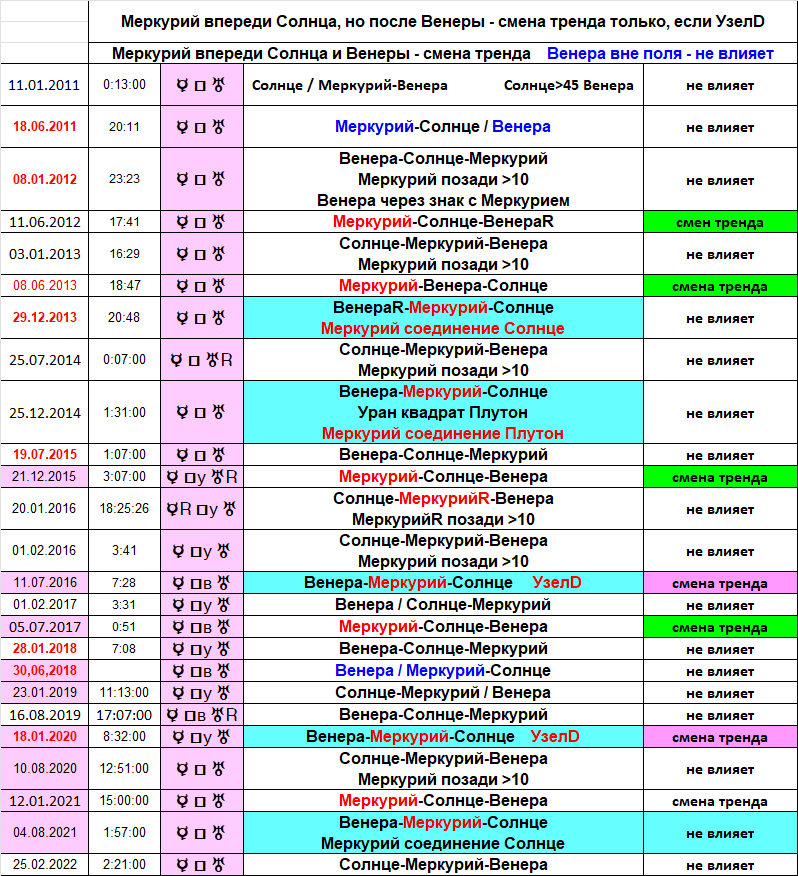 Меркурий впереди Солнца, но после Венеры - смена тренда только, если УзелD
Меркурий впереди Солнца и Венеры - смена тренда Венера вне поля - не влияет
11.01.2011 0:13:00 ☿ □ ♅ Солнце / Меркурий-Венера Солнце>45 Венера не влияет
18.06.2011 20:11 ☿ □ ♅ Меркурий-Солнце / Венера не влияет
Венера-Солнце-Меркурий
08.01.2012 23:23 ☿ □ ♅ Меркурий позади >10 не влияет
Венера через знак с Меркурием
11.06.2012 17:41 ☿ □ ♅ Меркурий-Солнце-ВенераR смен тренда
03.01.2013 16:29 ☿ □ ♅ Солнце-Меркурий-Венера не влияет
Меркурий позади >10
08.06.2013 18:47 ☿ □ ♅ Меркурий-Венера-Солнце смена тренда
29.12.2013 20:48 ☿ □ ♅ ВенераR-Меркурий-Солнце не влияет
Меркурий соединение Солнце
25.07.2014 0:07:00 ☿ □ ♅R Солнце-Меркурий-Венера не влияет
Меркурий позади >10
Венера-Меркурий-Солнце
25.12.2014 1:31:00 ☿ □ ♅ Уран квадрат Плутон не влияет
Меркурий соединение Плутон
19.07.2015 1:07:00 ☿ □ ♅ Венера-Солнце-Меркурий не влияет
21.12.2015 3:07:00 ☿ □у ♅R Меркурий-Солнце-Венера смена тренда
20.01.2016 18:25:26 ☿R □у ♅ Солнце-МеркурийR-Венера не влияет
МеркурийR позади >10
01.02.2016 3:41 ☿ □у ♅ Солнце-Меркурий-Венера не влияет
Меркурий позади >10
11.07.2016 7:28 ☿ □в ♅ Венера-Меркурий-Солнце УзелD смена тренда
01.02.2017 3:31 ☿ □у ♅ Венера / Солнце-Меркурий не влияет
05.07.2017 0:51 ☿ □в ♅ Меркурий-Солнце-Венера смена тренда
28.01.2018 7:08 ☿ □у ♅ Венера-Солнце-Меркурий не влияет
30,06,2018 ☿ □в ♅ Венера / Меркурий-Солнце не влияет
23.01.2019 11:13:00 ☿ □у ♅ Солнце-Меркурий / Венера не влияет
16.08.2019 17:07:00 ☿ □в ♅R Венера-Солнце-Меркурий не влияет
18.01.2020 8:32:00 ☿ □у ♅ Венера-Меркурий-Солнце УзелD смена тренда
10.08.2020 12:51:00 ☿ □ ♅ Солнце-Меркурий-Венера не влияет
Меркурий позади >10
12.01.2021 15:00:00 ☿ □ ♅ Меркурий-Солнце-Венера смена тренда
04.08.2021 1:57:00 ☿ □ ♅ Венера-Меркурий-Солнце не влияет
Меркурий соединение Солнце
25.02.2022 2:21:00 ☿ □ ♅ Солнце-Меркурий-Венера не влияет